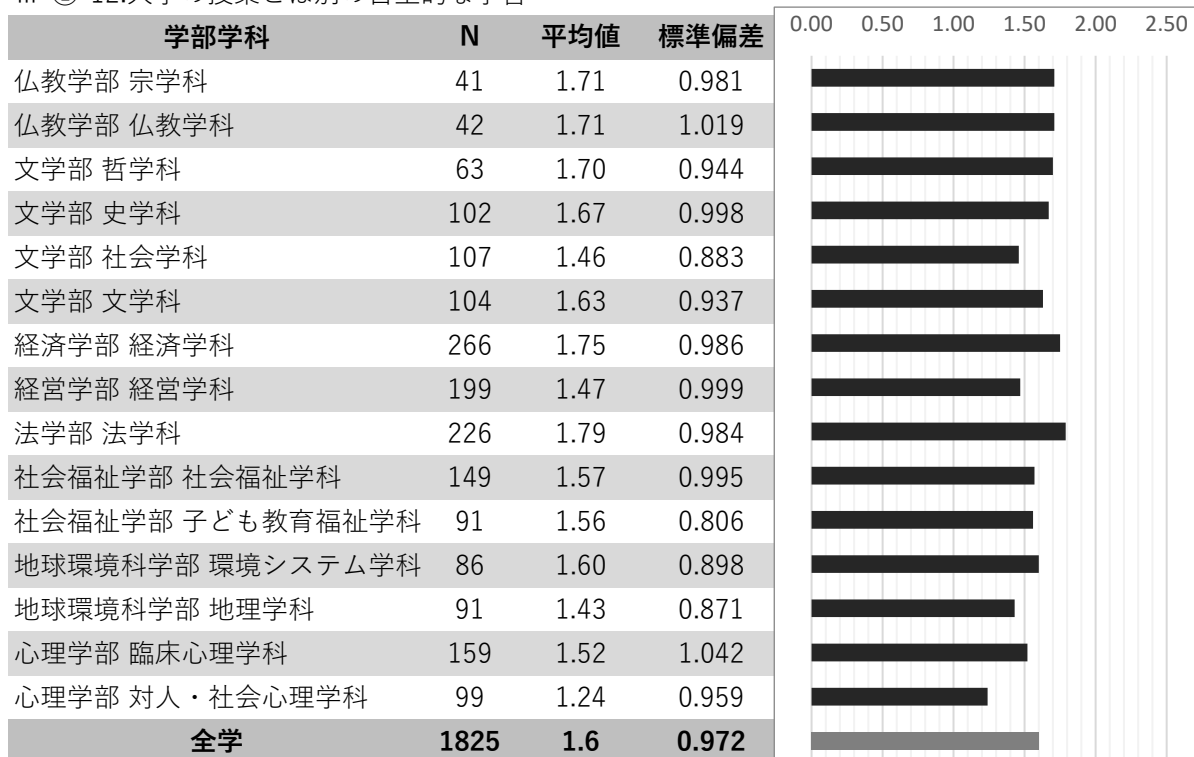 学部学科 N 平均値 標準偏差
0.00 0.50 1.00 1.50 2.00 2.50
仏教学部 宗学科 41 1.71 0.981
仏教学部 仏教学科 42 1.71 1.019
文学部 哲学科 63 1.70 0.944
文学部 史学科 102 1.67 0.998
文学部 社会学科 107 1.46 0.883
文学部 文学科 104 1.63 0.937
経済学部 経済学科 266 1.75 0.986
経営学部 経営学科 199 1.47 0.999
法学部 法学科 226 1.79 0.984
社会福祉学部 社会福祉学科 149 1.57 0.995
社会福祉学部 子ども教育福祉学科 91 1.56 0.806
地球環境科学部 環境システム学科 86 1.60 0.898
地球環境科学部 地理学科 91 1.43 0.871
心理学部 臨床心理学科 159 1.52 1.042
心理学部 対人・社会心理学科 99 1.24 0.959
全学 1825 1.6 0.972